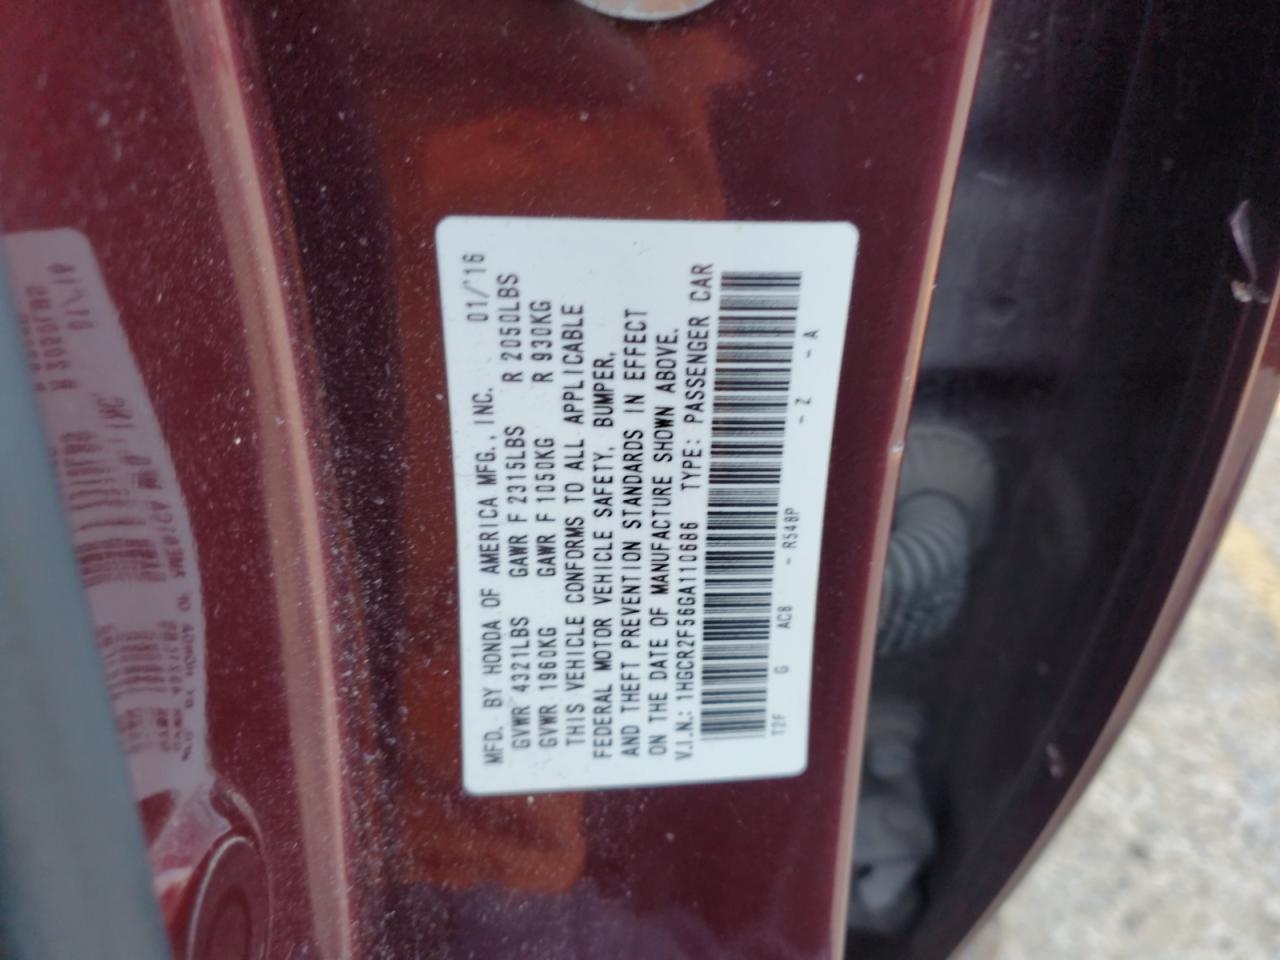 MFD. BY HONDA OF AMERICA MFG., INC. 01/'16
GVWR 4321LBS GAWR F 2315LBS R 2050LBS
GVWR 1960KG GAWR F 1050KG R 930KG
THIS VEHICLE CONFORMS TO ALL APPLICABLE
FEDERAL MOTOR VEHICLE SAFETY, BUMPER,
AND THEFT PREVENTION STANDARDS IN EFFECT
ON THE DATE OF MANUFACTURE SHOWN ABOVE.
V.I.N.: 1HGCR2F56GA110686 TYPE: PASSENGER CAR
T2F G AC8 - R548P - Z - A